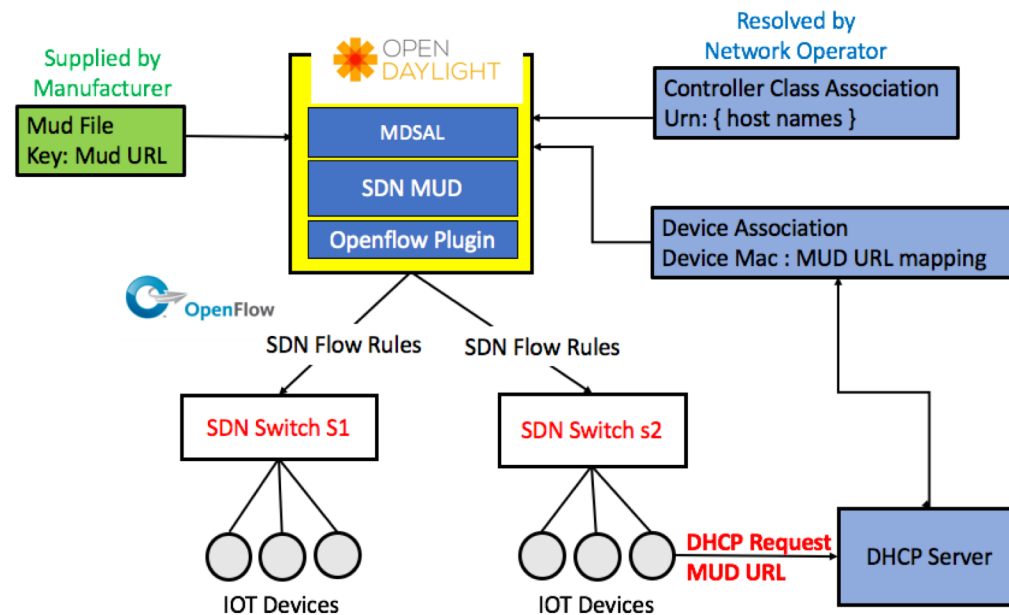 Supplied by
Manufacturer
Mud File
Key: Mud URL
OPEN
DAYLIGHT
MDSAL
SDN MUD
Openflow Plugin
Resolved by
Network Operator
Controller Class Association
Urn: { host names }
Device Association
Device Mac : MUD URL mapping
OpenFlow
SDN Flow Rules
SDN Flow Rules
SDN Switch S1
SDN Switch s2
DHCP Request
MUD URL
DHCP Server
IOT Devices
IOT Devices